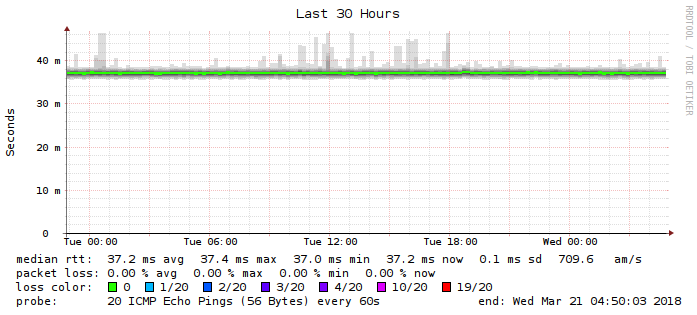 Last 30 Hours
RRDTOOL / TOBI OETIKER
Seconds
40 m
30 m
20 m
10 m
0
Tue 00:00 Tue 06:00 Tue 12:00 Tue 18:00 Wed 00:00
median rtt: 37.2 ms avg 37.4 ms max 37.0 ms min 37.2 ms now 0.1 ms sd 709.6 am/s
packet loss: 0.00 % avg 0.00 % max 0.00 % min 0.00 % now
loss color: 0 1/20 2/20 3/20 4/20 10/20 19/20
probe: 20 ICMP Echo Pings (56 Bytes) every 60s end: Wed Mar 21 04:50:03 2018